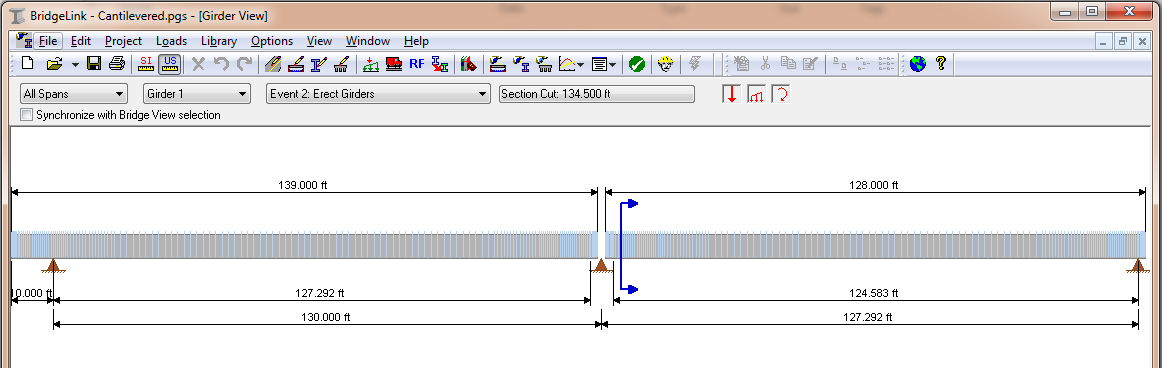 BridgeLink - Cantilevered.pgs - [Girder View]
File Edit Project Loads Library Options View Window Help
SI US RF
All Spans Girder 1 Event 2: Erect Girders Section Cut: 134.500 ft
Synchronize with Bridge View selection
139.000 ft 128.000 ft
10.000 ft 127.292 ft 124.583 ft
130.000 ft 127.292 ft